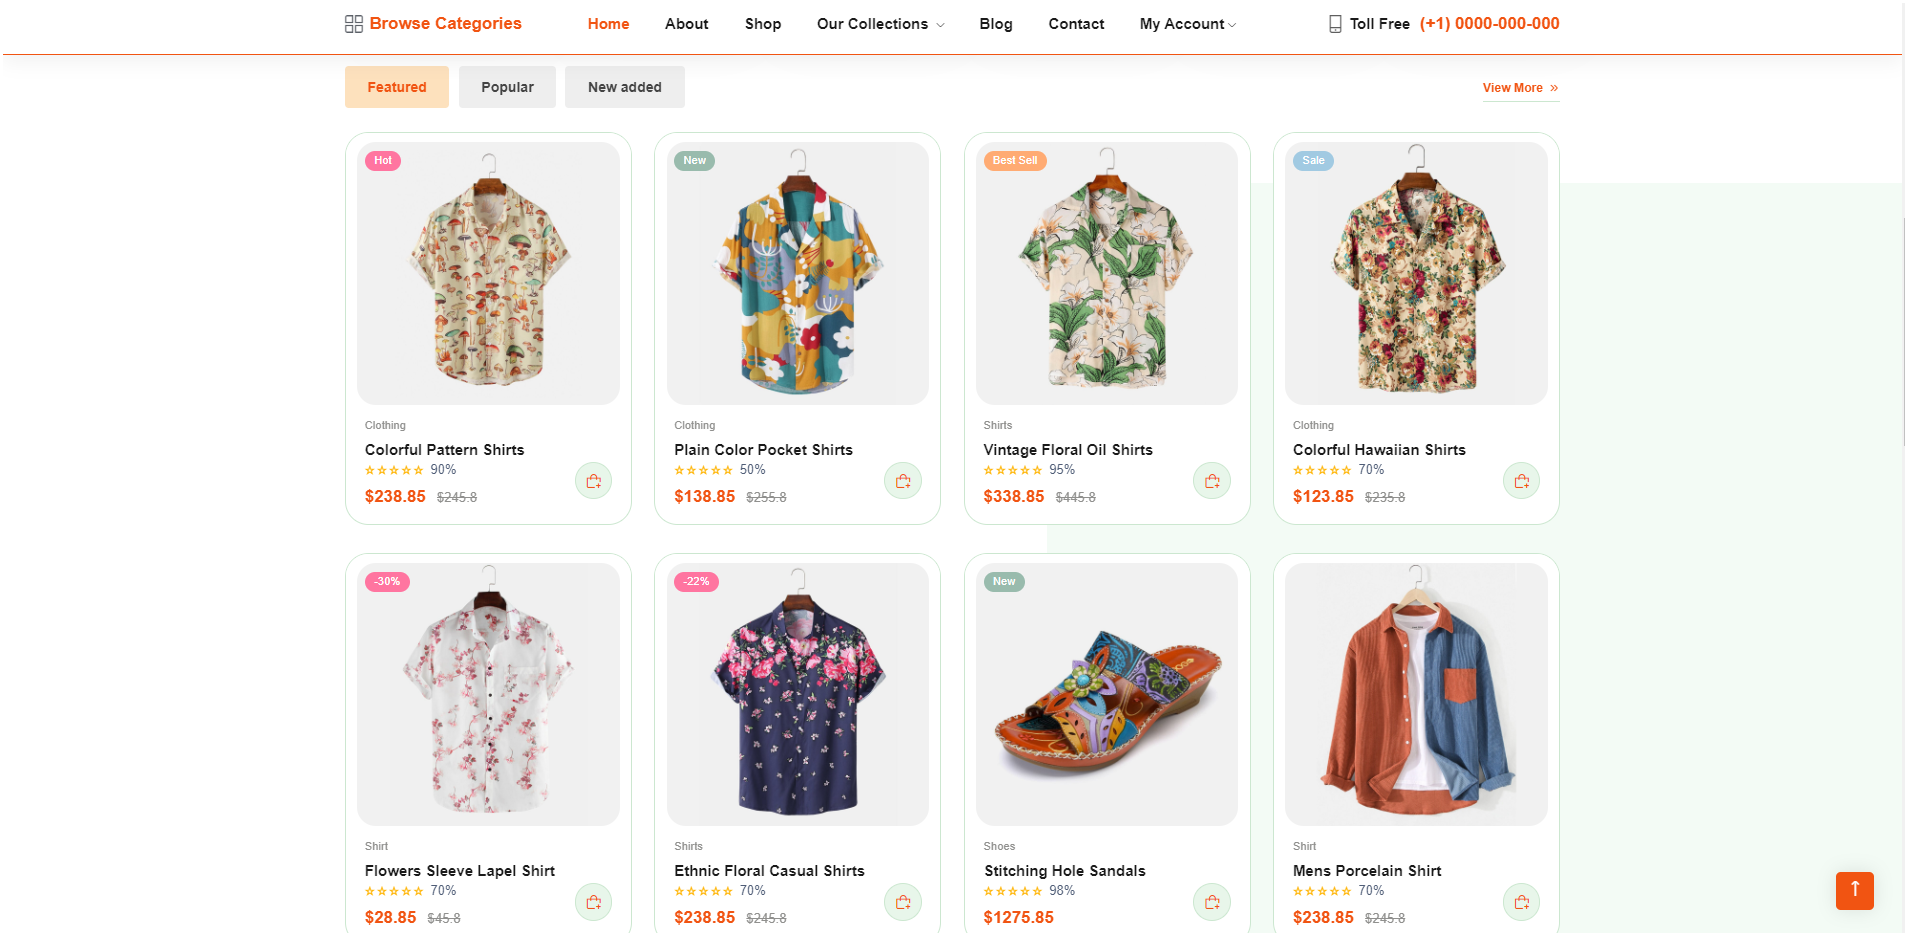 Browse Categories
Home
About
Shop
Our Collections
Blog
Contact
My Account
Toll Free (+1) 0000-000-000
Featured
Popular
New added
View More »
Hot
New
Best Sell
Sale
Clothing
Colorful Pattern Shirts
90%
$238.85 $245.8
Clothing
Plain Color Pocket Shirts
50%
$138.85 $255.8
Shirts
Vintage Floral Oil Shirts
95%
$338.85 $445.8
Clothing
Colorful Hawaiian Shirts
70%
$123.85 $235.8
-30%
-22%
New
Shirt
Flowers Sleeve Lapel Shirt
70%
$28.85 $45.8
Shirts
Ethnic Floral Casual Shirts
70%
$238.85 $245.8
Shoes
Stitching Hole Sandals
98%
$1275.85
Shirt
Mens Porcelain Shirt
70%
$238.85 $245.8